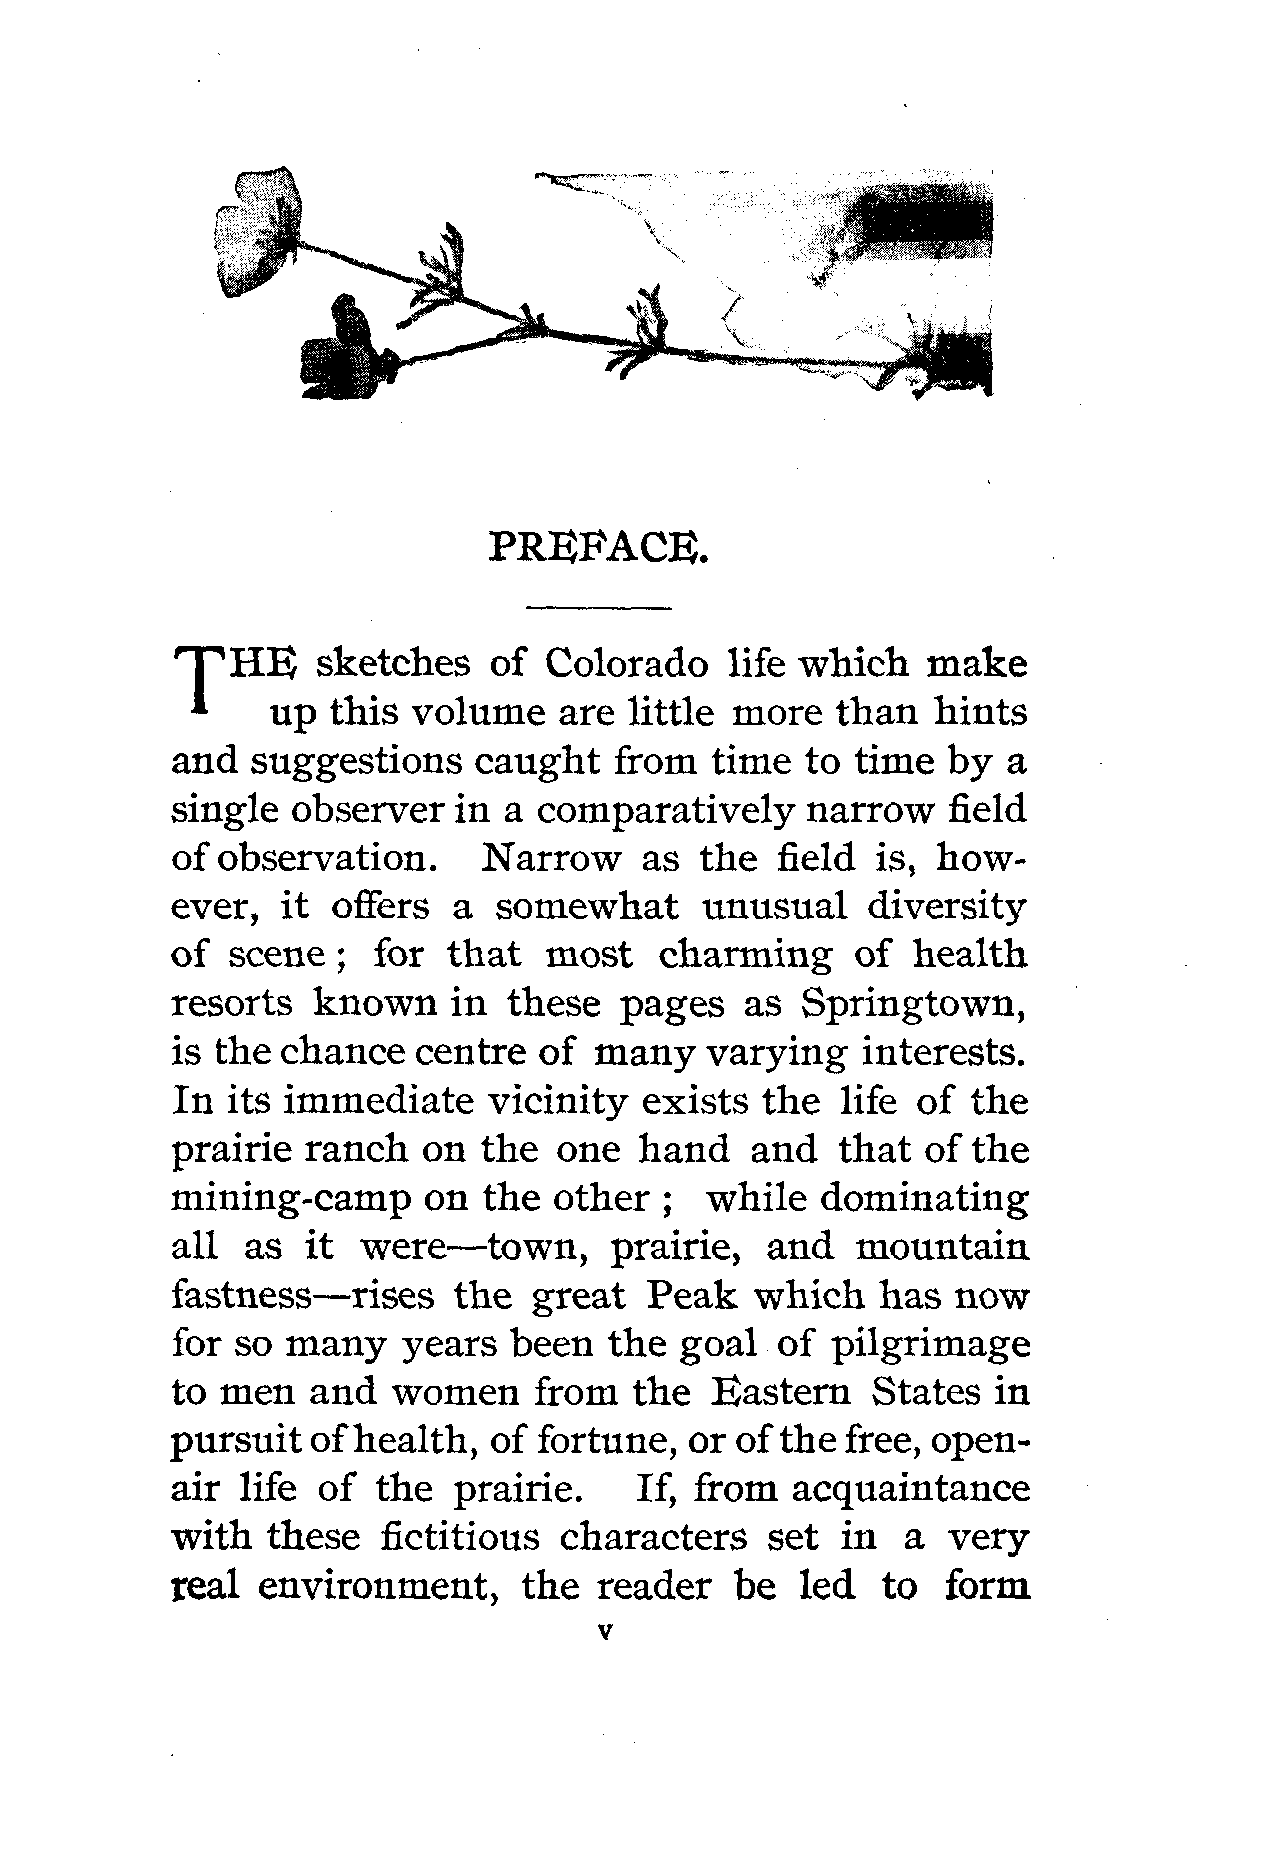 PREFACE.
THE sketches of Colorado life which make
up this volume are little more than hints
and suggestions caught from time to time by a
single observer in a comparatively narrow field
of observation. Narrow as the field is, how-
ever, it offers a somewhat unusual diversity
of scene ; for that most charming of health
resorts known in these pages as Springtown,
is the chance centre of many varying interests.
In its immediate vicinity exists the life of the
prairie ranch on the one hand and that of the
mining-camp on the other ; while dominating
all as it were—town, prairie, and mountain
fastness—rises the great Peak which has now
for so many years been the goal of pilgrimage
to men and women from the Eastern States in
pursuit of health, of fortune, or of the free, open-
air life of the prairie. If, from acquaintance
with these fictitious characters set in a very
real environment, the reader be led to form
v